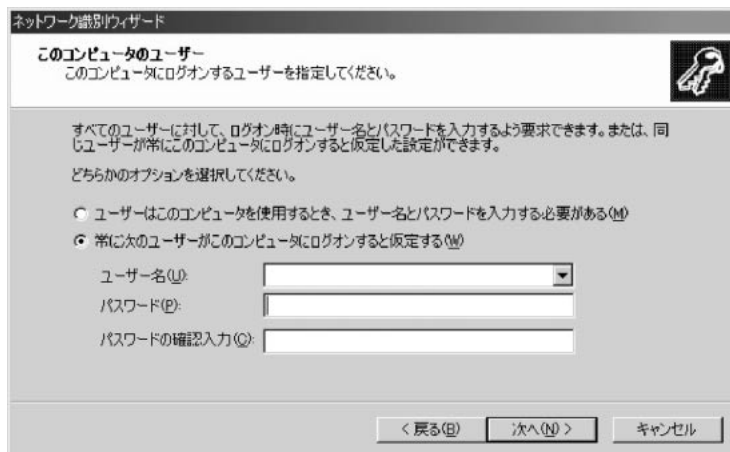 ネットワーク識別ウィザード
このコンピュータのユーザー
このコンピュータにログオンするユーザーを指定してください。
すべてのユーザーに対して、ログオン時にユーザー名とパスワードを入力するよう要求できます。または、同
じユーザーが常にこのコンピュータにログオンすると仮定した設定ができます。
どちらかのオプションを選択してください。
ユーザーはこのコンピュータを使用するとき、ユーザー名とパスワードを入力する必要がある(M)
常に次のユーザーがこのコンピュータにログオンすると仮定する(W)
ユーザー名(U):
パスワード(P):
パスワードの確認入力(C):
< 戻る(B)
次へ(N) >
キャンセル